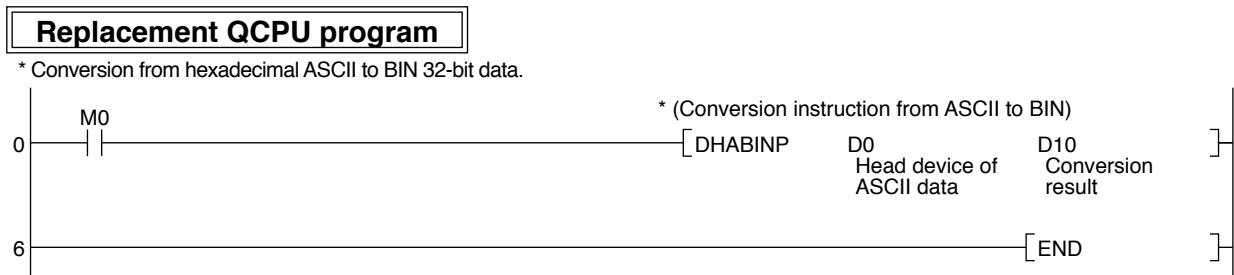 Replacement QCPU program
* Conversion from hexadecimal ASCII to BIN 32-bit data.
* (Conversion instruction from ASCII to BIN)
M0
0 DHABINP D0 D10
Head device of ASCII data
Conversion result
6 END